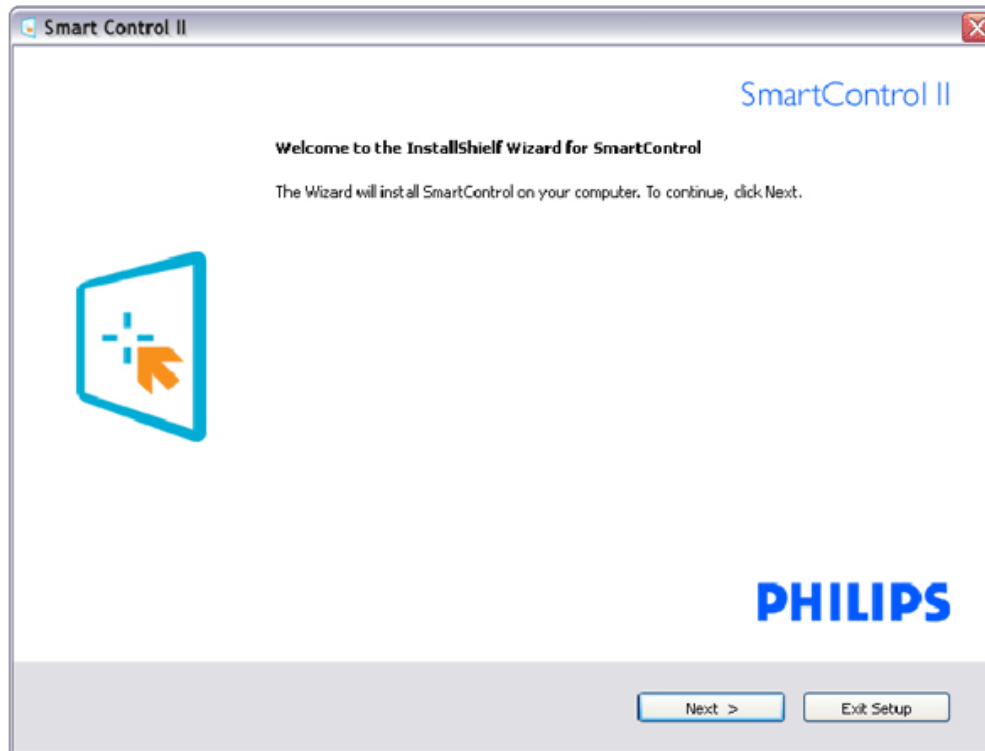 Smart Control II
SmartControl II
Welcome to the InstallShield Wizard for SmartControl
The Wizard will install SmartControl on your computer. To continue, click Next.
PHILIPS
Next >
Exit Setup